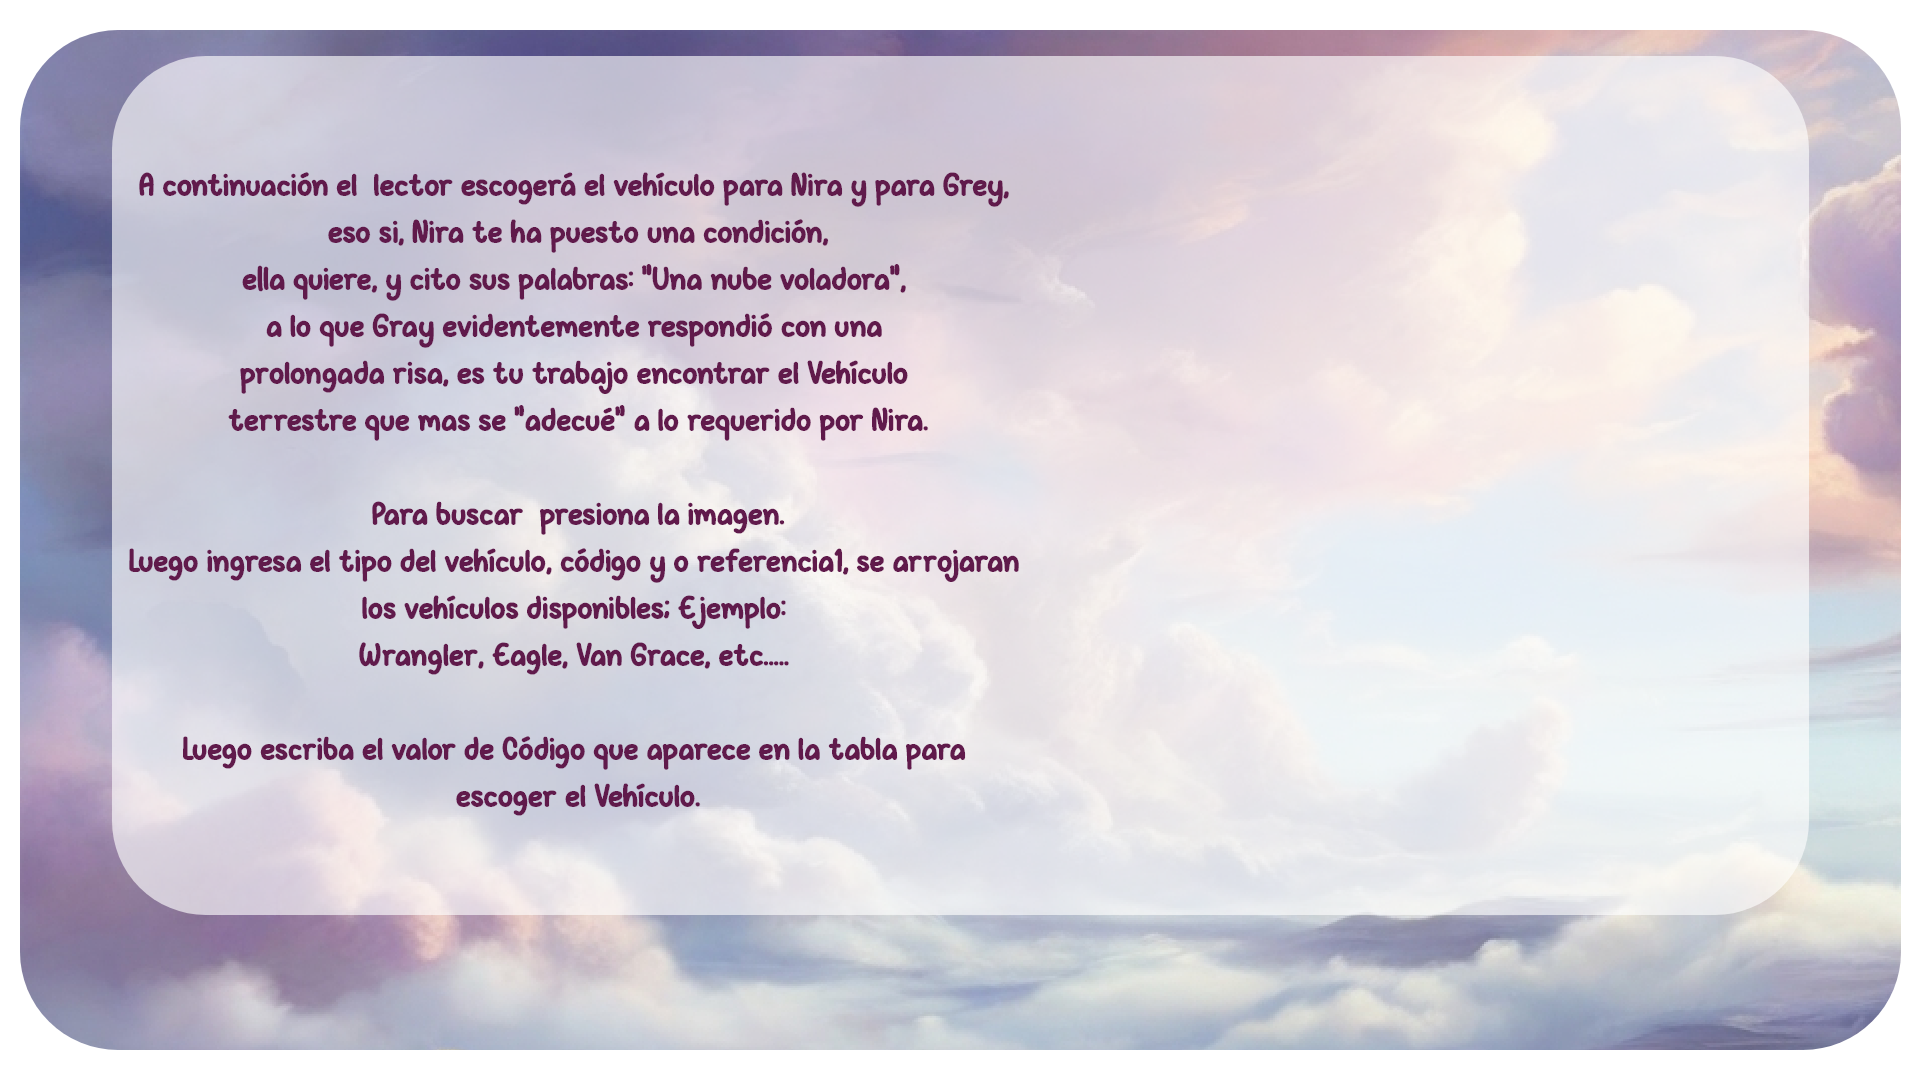 A continuación el  lector escogerá el vehículo para Nira y para Grey,
eso si, Nira te ha puesto una condición,
ella quiere, y cito sus palabras: "Una nube voladora",
a lo que Gray evidentemente respondió con una
prolongada risa, es tu trabajo encontrar el Vehículo
terrestre que mas se "adecué" a lo requerido por Nira.
Para buscar  presiona la imagen.
Luego ingresa el tipo del vehículo, código y o referencia1, se arrojaran
los vehículos disponibles; Ejemplo:
Wrangler, Eagle, Van Grace, etc.....
Luego escriba el valor de Código que aparece en la tabla para
escoger el Vehículo.